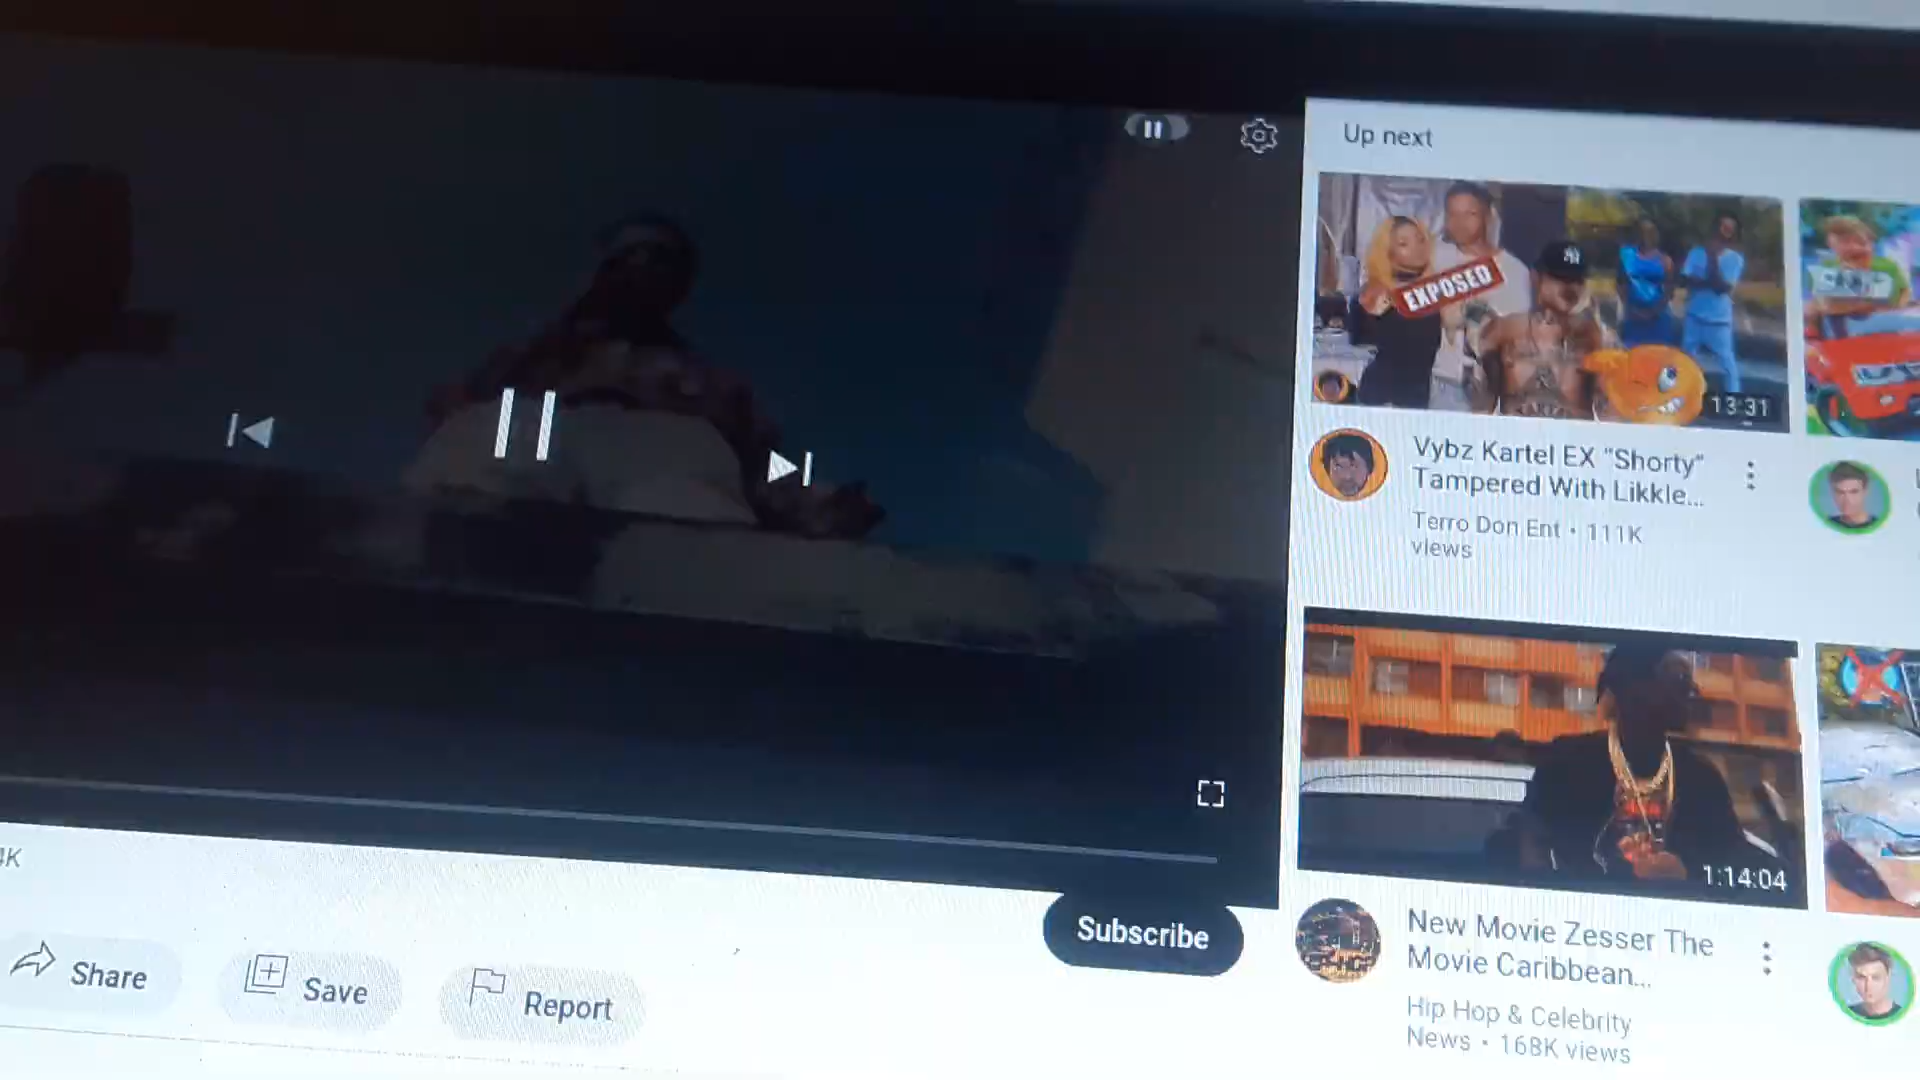 Up next
EXPOSED
13:31
Vybz Kartel EX "Shorty"
Tampered With Likkle...
Terro Don Ent • 111K
views
1:14:04
New Movie Zesser The
Movie Caribbean...
Hip Hop & Celebrity
News • 168K views
Subscribe
Share
Save
Report